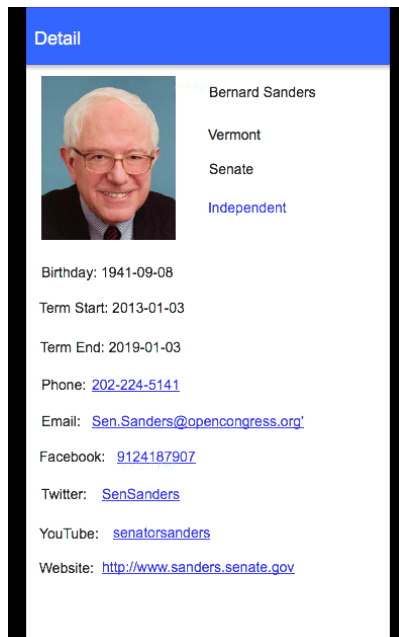 Detail
Bernard Sanders
Vermont
Senate
Independent
Birthday: 1941-09-08
Term Start: 2013-01-03
Term End: 2019-01-03
Phone: 202-224-5141
Email: Sen.Sanders@opencongress.org'
Facebook: 9124187907
Twitter: SenSanders
YouTube: senatorsanders
Website: http://www.sanders.senate.gov